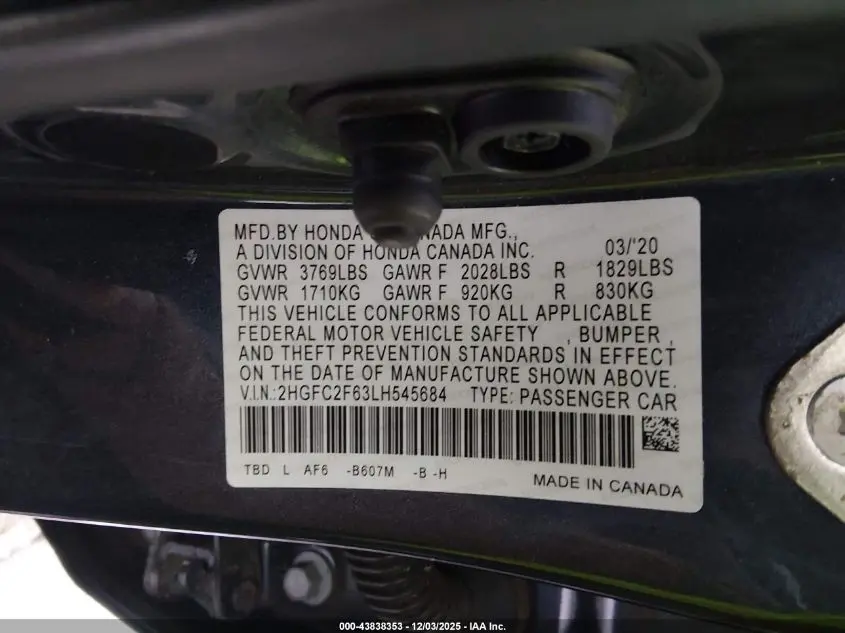 MFD.BY HONDA MFG.,
A DIVISION OF HONDA CANADA INC. 03/'20
GVWR 3769LBS GAWR F 2028LBS R 1829LBS
GVWR 1710KG GAWR F 920KG R 830KG
THIS VEHICLE CONFORMS TO ALL APPLICABLE
FEDERAL MOTOR VEHICLE SAFETY , BUMPER ,
AND THEFT PREVENTION STANDARDS IN EFFECT
ON THE DATE OF MANUFACTURE SHOWN ABOVE.
V.I.N.:2HGFC2F63LH545684 TYPE: PASSENGER CAR
TBD L AF6 -B607M -B -H
MADE IN CANADA
000-43838353 - 12/03/2025 - IAA Inc.